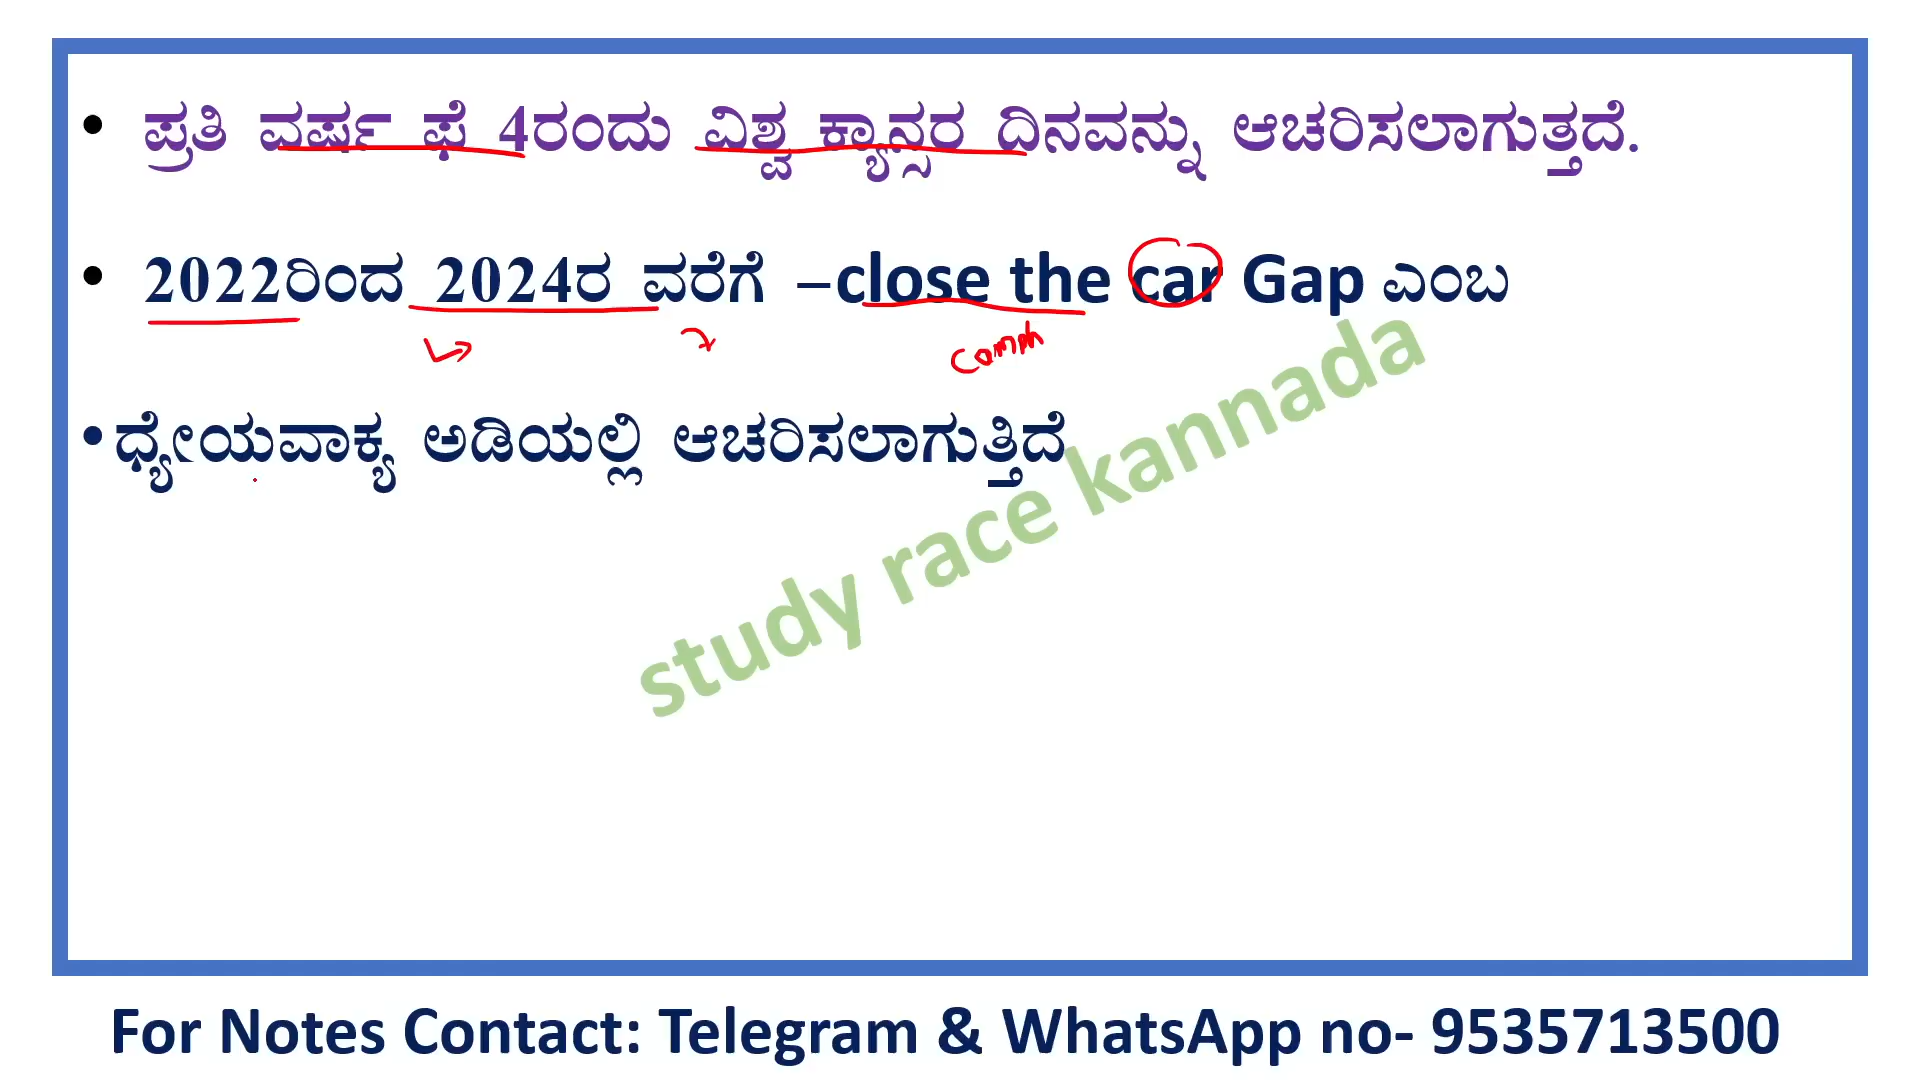 • ಪ್ರತಿ ವರ್ಷ ಫೆ 4ರಂದು ವಿಶ್ವ ಕ್ಯಾನ್ಸರ ದಿನವನ್ನು ಆಚರಿಸಲಾಗುತ್ತದೆ.
• 2022ರಿಂದ 2024ರ ವರೆಗೆ –close the car Gap ಎಂಬ
• ಧ್ಯೇಯವಾಕ್ಯ ಅಡಿಯಲ್ಲಿ ಆಚರಿಸಲಾಗುತ್ತಿದೆ
study race kannada
For Notes Contact: Telegram & WhatsApp no- 9535713500